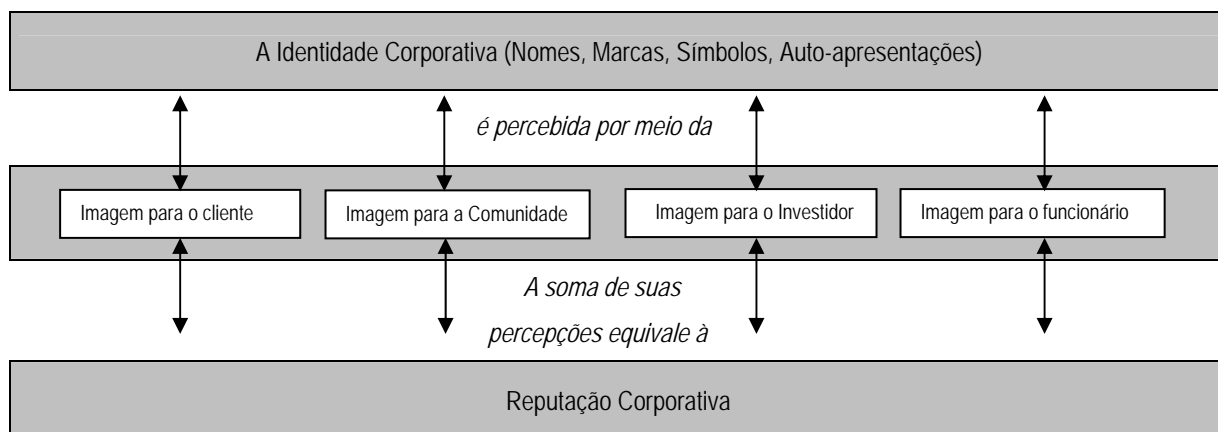 A Identidade Corporativa (Nomes, Marcas, Símbolos, Auto-apresentações)
é percebida por meio da
Imagem para o cliente
Imagem para a Comunidade
Imagem para o Investidor
Imagem para o funcionário
A soma de suas
percepções equivale à
Reputação Corporativa